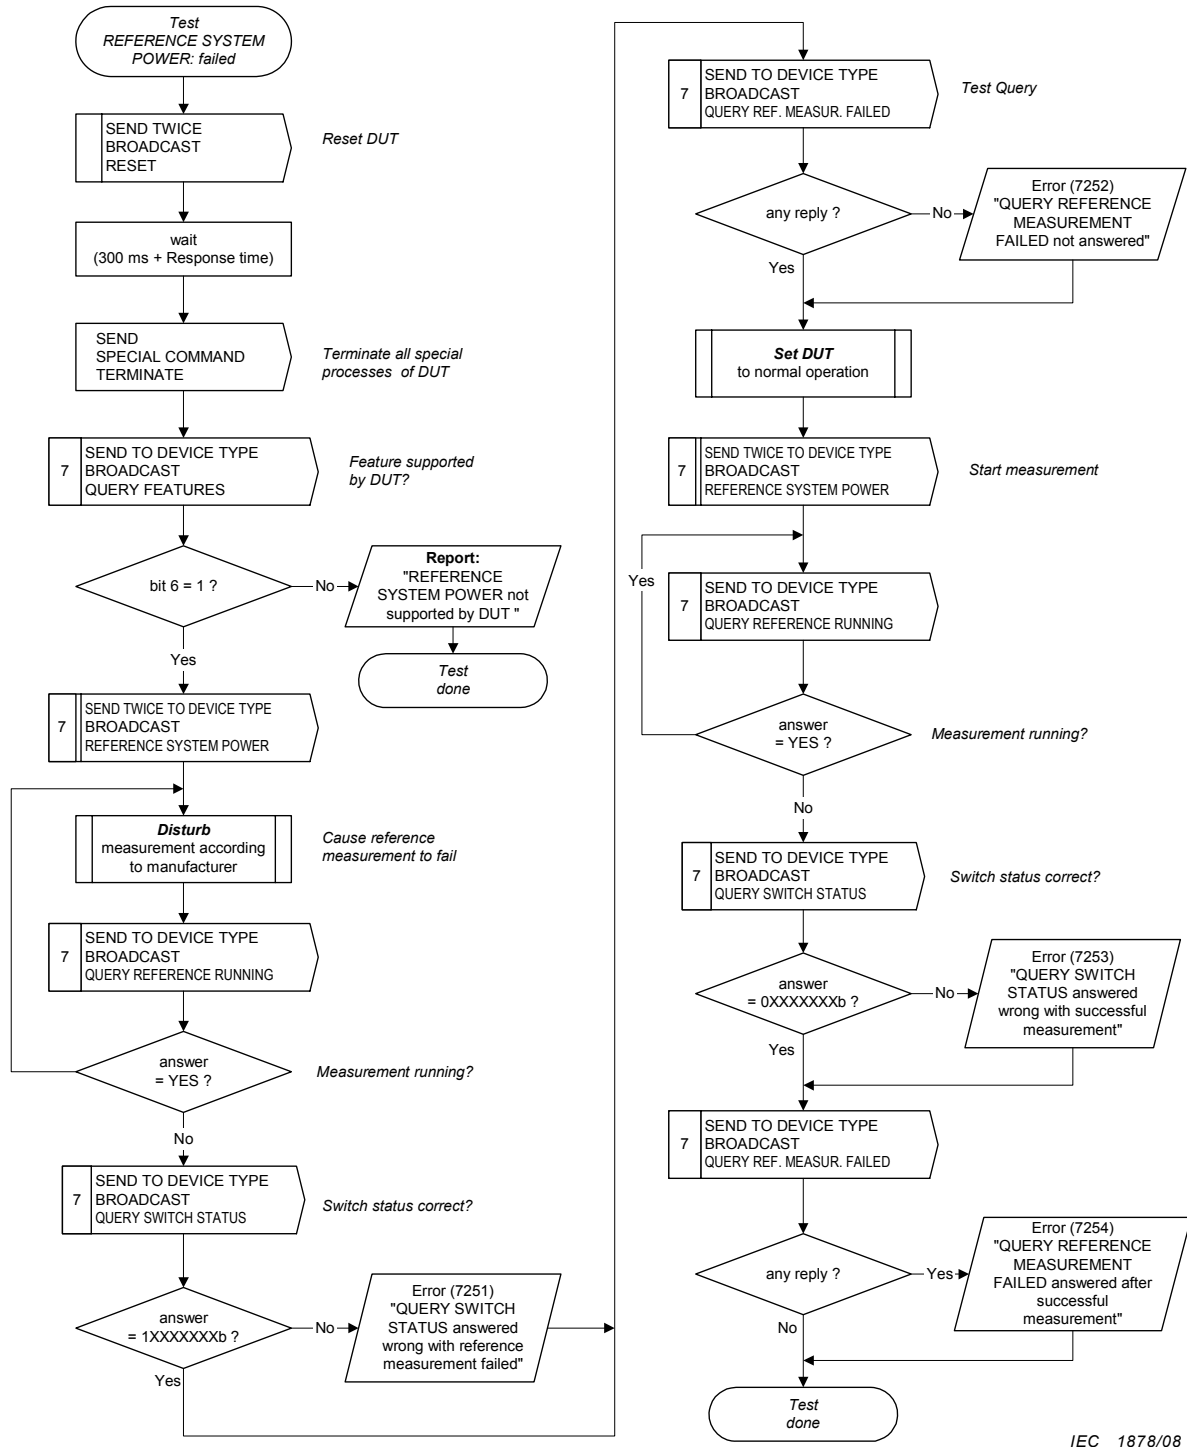 Test
REFERENCE SYSTEM
POWER: failed
SEND TWICE
BROADCAST
RESET
Reset DUT
wait
(300 ms + Response time)
SEND
SPECIAL COMMAND
TERMINATE
Terminate all special
processes of DUT
7
SEND TO DEVICE TYPE
BROADCAST
QUERY FEATURES
Feature supported
by DUT?
bit 6 = 1 ?
No
Report:
"REFERENCE
SYSTEM POWER not
supported by DUT "
Test
done
Yes
7
SEND TWICE TO DEVICE TYPE
BROADCAST
REFERENCE SYSTEM POWER
Disturb
measurement according
to manufacturer
Cause reference
measurement to fail
7
SEND TO DEVICE TYPE
BROADCAST
QUERY REFERENCE RUNNING
answer
= YES ?
Measurement running?
No
7
SEND TO DEVICE TYPE
BROADCAST
QUERY SWITCH STATUS
Switch status correct?
answer
= 1XXXXXXXb ?
No
Error (7251)
"QUERY SWITCH
STATUS answered
wrong with reference
measurement failed"
Yes
7
SEND TO DEVICE TYPE
BROADCAST
QUERY REF. MEASUR. FAILED
Test Query
any reply ?
No
Error (7252)
"QUERY REFERENCE
MEASUREMENT
FAILED not answered"
Yes
Set DUT
to normal operation
7
SEND TWICE TO DEVICE TYPE
BROADCAST
REFERENCE SYSTEM POWER
Start measurement
Yes
7
SEND TO DEVICE TYPE
BROADCAST
QUERY REFERENCE RUNNING
answer
= YES ?
Measurement running?
No
7
SEND TO DEVICE TYPE
BROADCAST
QUERY SWITCH STATUS
Switch status correct?
answer
= 0XXXXXXXb ?
No
Error (7253)
"QUERY SWITCH
STATUS answered
wrong with successful
measurement"
Yes
7
SEND TO DEVICE TYPE
BROADCAST
QUERY REF. MEASUR. FAILED
any reply ?
Yes
Error (7254)
"QUERY REFERENCE
MEASUREMENT
FAILED answered after
successful
measurement"
No
Test
done
IEC 1878/08